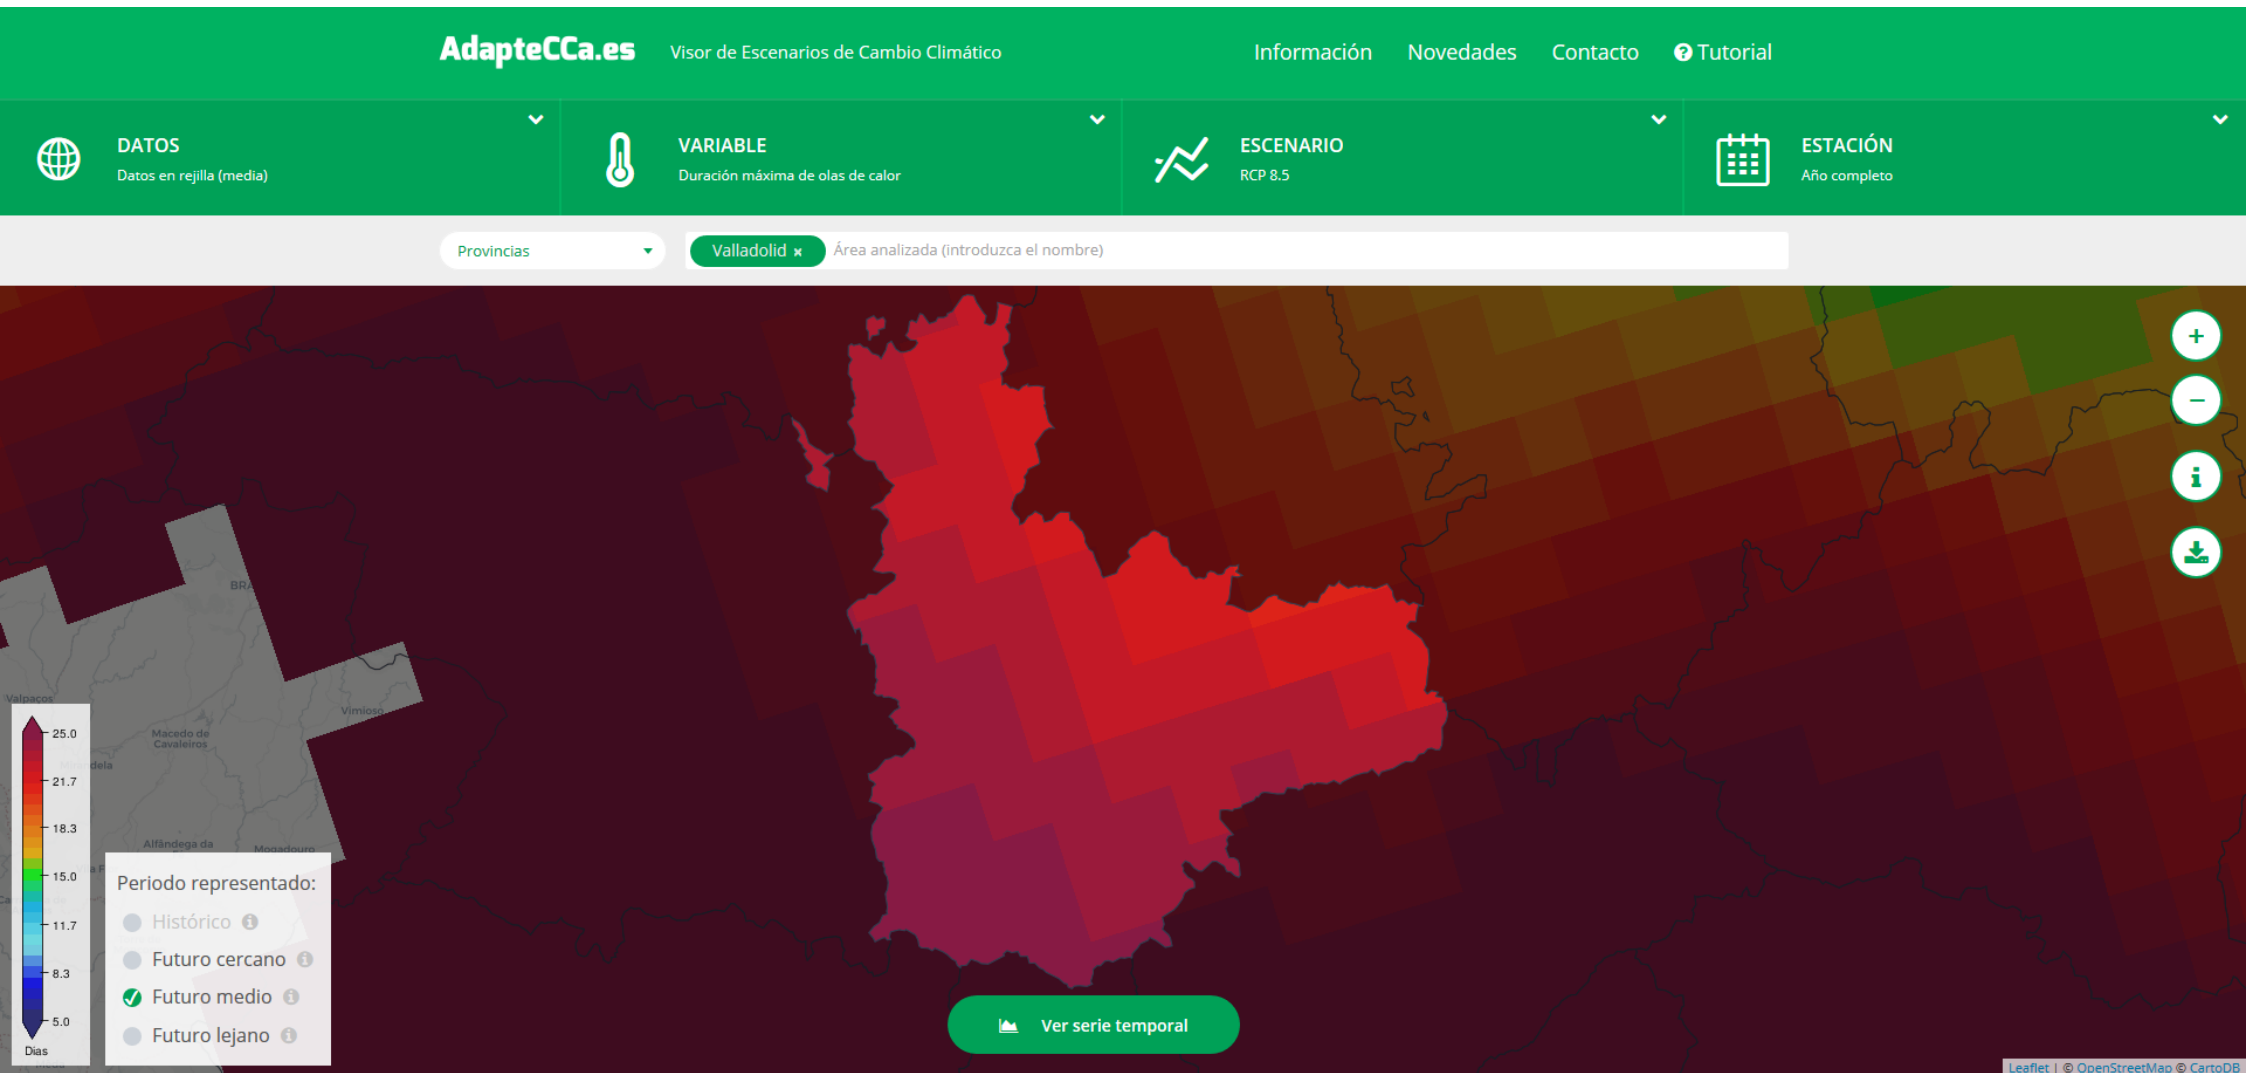 AdapteCCa.es
Visor de Escenarios de Cambio Climático
Información
Novedades
Contacto
Tutorial
DATOS
Datos en rejilla (media)
VARIABLE
Duración máxima de olas de calor
ESCENARIO
RCP 8.5
ESTACIÓN
Año completo
Provincias
Valladolid ×
Área analizada (introduzca el nombre)
+
−
i
BRA
Valpaços
Vimioso
Macedo de
Cavaleiros
Alfândega da
Mogadouro
25.0
21.7
18.3
15.0
11.7
8.3
5.0
Dias
Periodo representado:
Histórico
Futuro cercano
Futuro medio
Futuro lejano
Ver serie temporal
Leaflet | © OpenStreetMap © CartoDB